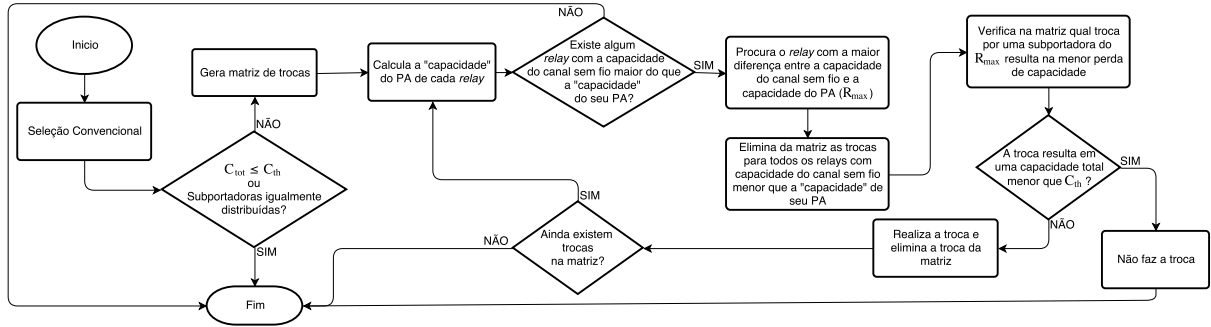 Inicio
Seleção Convencional
C_tot ≤ C_th
ou
Subportadoras igualmente
distribuídas?
NÃO
SIM
Gera matriz de trocas
Calcula a "capacidade"
do PA de cada relay
Existe algum
relay com a capacidade
do canal sem fio maior do que
a "capacidade"
do seu PA?
NÃO
SIM
Procura o relay com a maior
diferença entre a capacidade
do canal sem fio e a
capacidade do PA (R_max)
Elimina da matriz as trocas
para todos os relays com
capacidade do canal sem fio
menor que a "capacidade" de
seu PA
Verifica na matriz qual troca
por uma subportadora do
R_max resulta na menor perda
de capacidade
A troca resulta em
uma capacidade total
menor que C_th ?
SIM
NÃO
Não faz a troca
Realiza a troca e
elimina a troca da
matriz
Ainda existem
trocas
na matriz?
SIM
NÃO
Fim